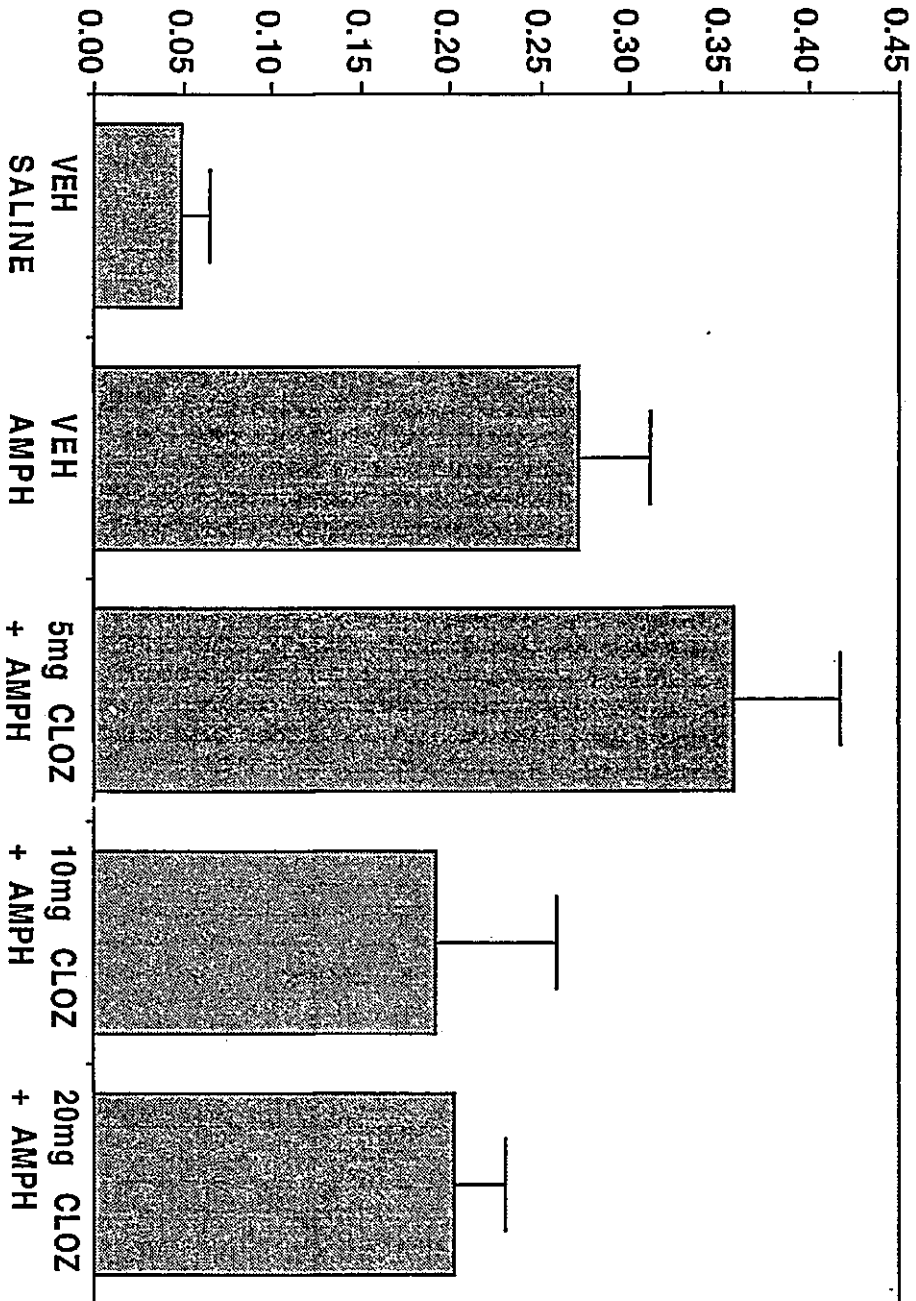 0.45
0.40
0.35
0.30
0.25
0.20
0.15
0.10
0.05
0.00
VEH
SALINE
VEH
AMPH
5mg CLOZ
+ AMPH
10mg CLOZ
+ AMPH
20mg CLOZ
+ AMPH